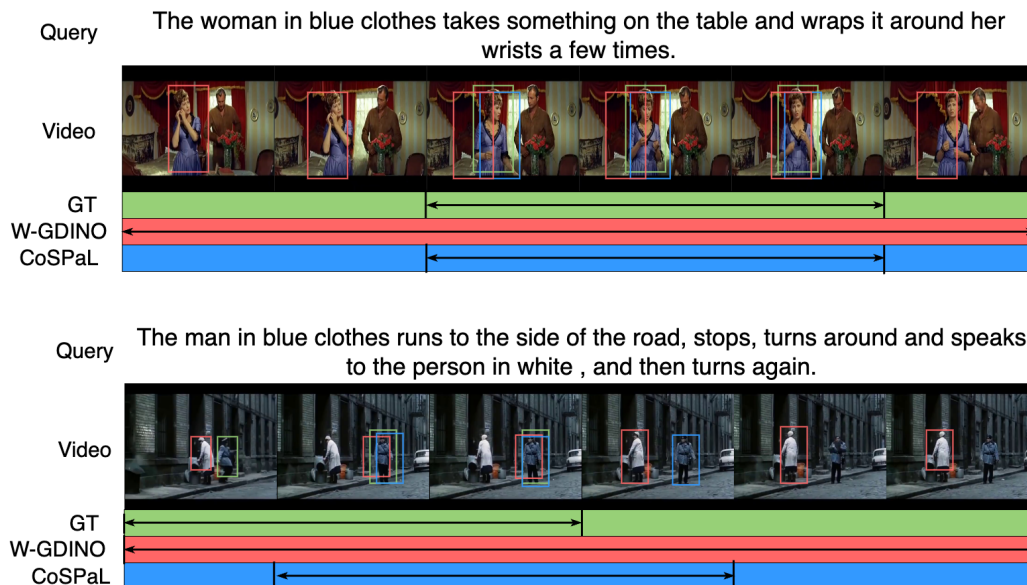 Query
The woman in blue clothes takes something on the table and wraps it around her
wrists a few times.
Video
GT
W-GDINO
CoSPaL
Query
The man in blue clothes runs to the side of the road, stops, turns around and speaks
to the person in white , and then turns again.
Video
GT
W-GDINO
CoSPaL